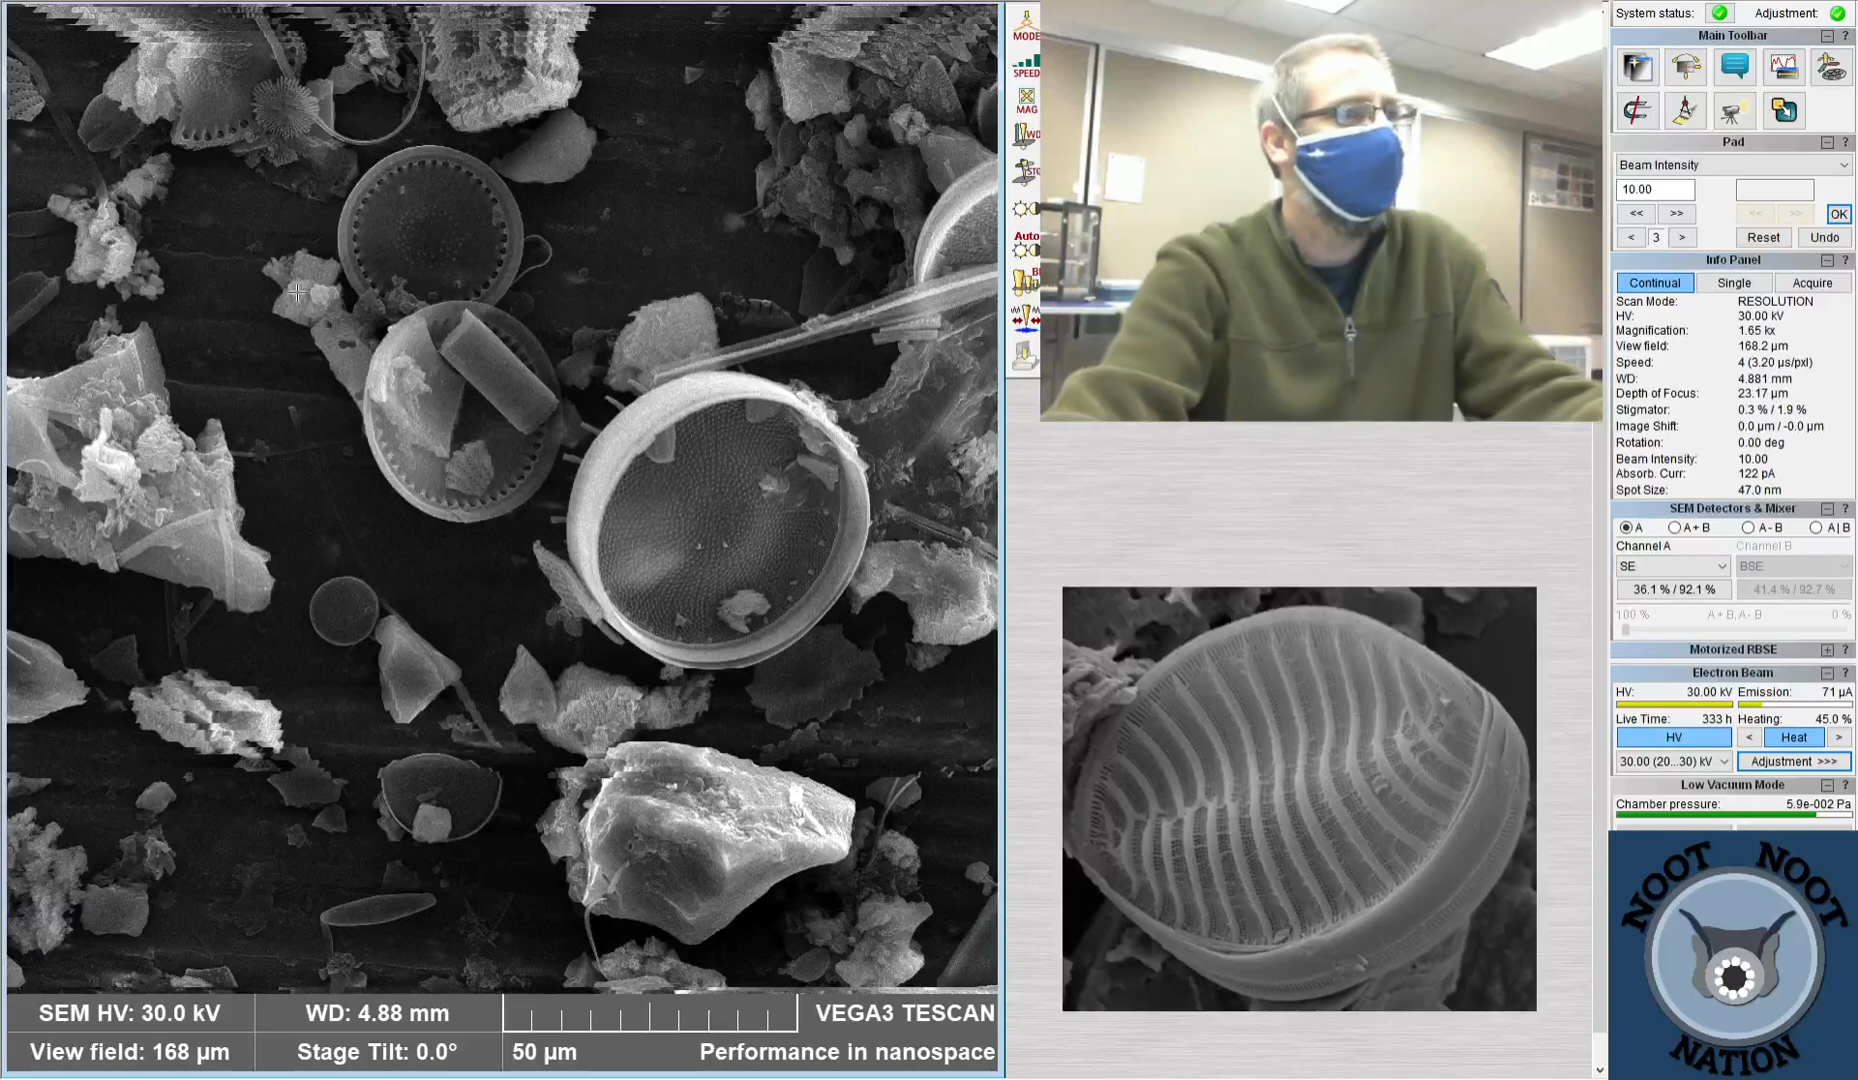 SEM HV: 30.0 kV
WD: 4.88 mm
VEGA3 TESCAN
View field: 168 µm
Stage Tilt: 0.0°
50 µm
Performance in nanospace
MODE
SPEED
MAG
WD
Auto
System status:
Adjustment:
Main Toolbar
Pad
Beam Intensity
10.00
<< >>
<< >>
OK
< 3 >
Reset
Undo
Info Panel
Continual
Single
Acquire
Scan Mode: RESOLUTION
HV: 30.00 kV
Magnification: 1.65 kx
View field: 168.2 µm
Speed: 4 (3.20 µs/pxl)
WD: 4.881 mm
Depth of Focus: 23.17 µm
Stigmator: 0.3 % / 1.9 %
Image Shift: 0.0 µm / -0.0 µm
Rotation: 0.00 deg
Beam Intensity: 10.00
Absorb. Curr: 122 pA
Spot Size: 47.0 nm
SEM Detectors & Mixer
A A + B A - B A | B
Channel A Channel B
SE BSE
36.1 % / 92.1 % 41.4 % / 92.7 %
100 % A + B, A - B 0 %
Motorized RBSE
Electron Beam
HV: 30.00 kV Emission: 71 µA
Live Time: 333 h Heating: 45.0 %
HV < Heat >
30.00 (20...30) kV Adjustment >>>
Low Vacuum Mode
Chamber pressure: 5.9e-002 Pa
NOOT NOOT
NATION